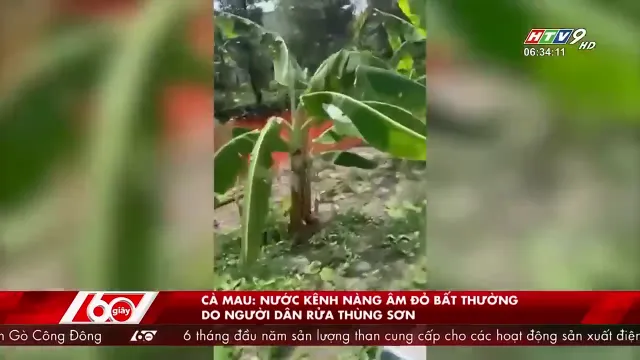 HTV9 HD
06:34:11
60 giây
CÀ MAU: NƯỚC KÊNH NÀNG ÂM ĐỎ BẤT THƯỜNG
DO NGƯỜI DÂN RỬA THÙNG SƠN
n Gò Công Đông 60 6 tháng đầu năm sản lượng than cung cấp cho các hoạt động sản xuất điện